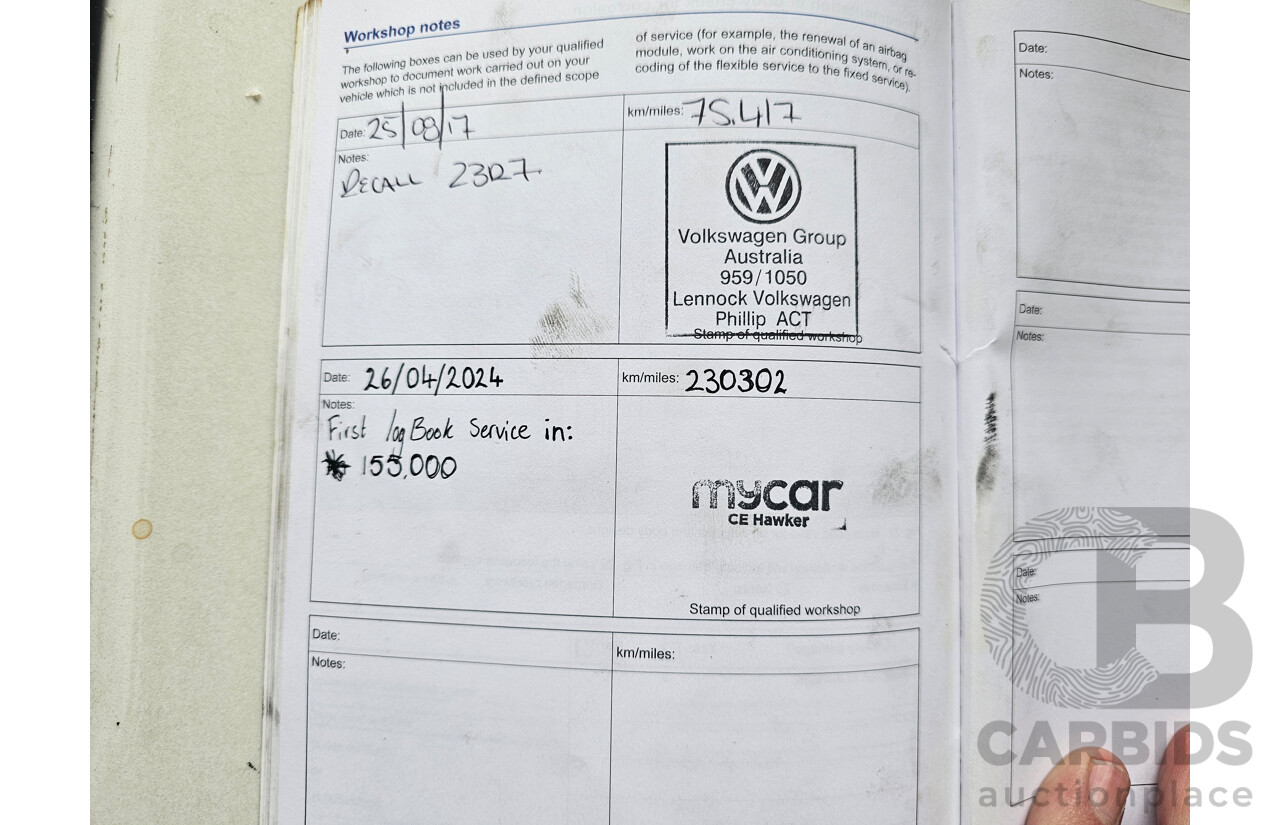 Workshop notes
The following boxes can be used by your qualified
workshop to document work carried out on your
vehicle which is not included in the defined scope
of service (for example, the renewal of an airbag
module, work on the air conditioning system, or re-
coding of the flexible service to the fixed service).
Date: 25/08/17
km/miles: 75.417
Notes:
RECALL 23R7.
Volkswagen Group
Australia
959/1050
Lennock Volkswagen
Phillip ACT
Stamp of qualified workshop
Date: 26/04/2024
km/miles: 230302
Notes:
First log Book Service in:
155,000
mycar
CE Hawker
Stamp of qualified workshop
Date:
km/miles:
Notes:
Date:
Notes:
Date:
Notes:
Date:
Notes:
CB
CARBIDS
auctionplace